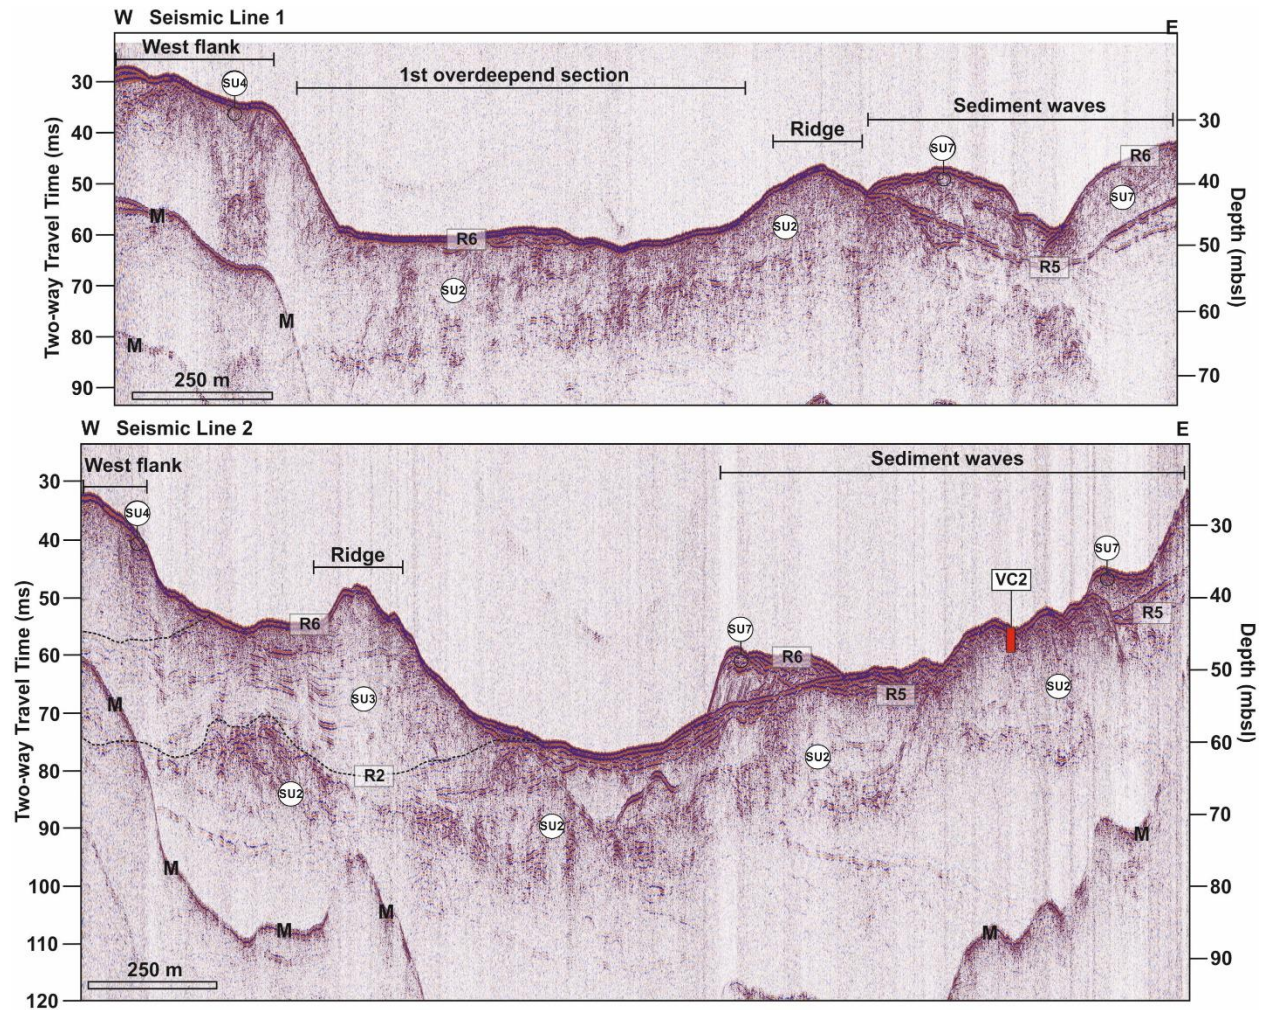 W Seismic Line 1
E
West flank
SU4
1st overdeepend section
Sediment waves
Ridge
SU7
R6
SU7
M
R6
SU2
R5
SU2
M
M
250 m
Two-way Travel Time (ms)
30
40
50
60
70
80
90
30
40
50
60
70
Depth (mbsl)
W Seismic Line 2
E
West flank
Sediment waves
SU4
Ridge
SU7
VC2
R6
SU7
R5
R6
SU3
SU2
R5
M
SU2
R2
SU2
SU2
M
M
M
M
M
250 m
Two-way Travel Time (ms)
30
40
50
60
70
80
90
100
110
120
30
40
50
60
70
80
90
Depth (mbsl)